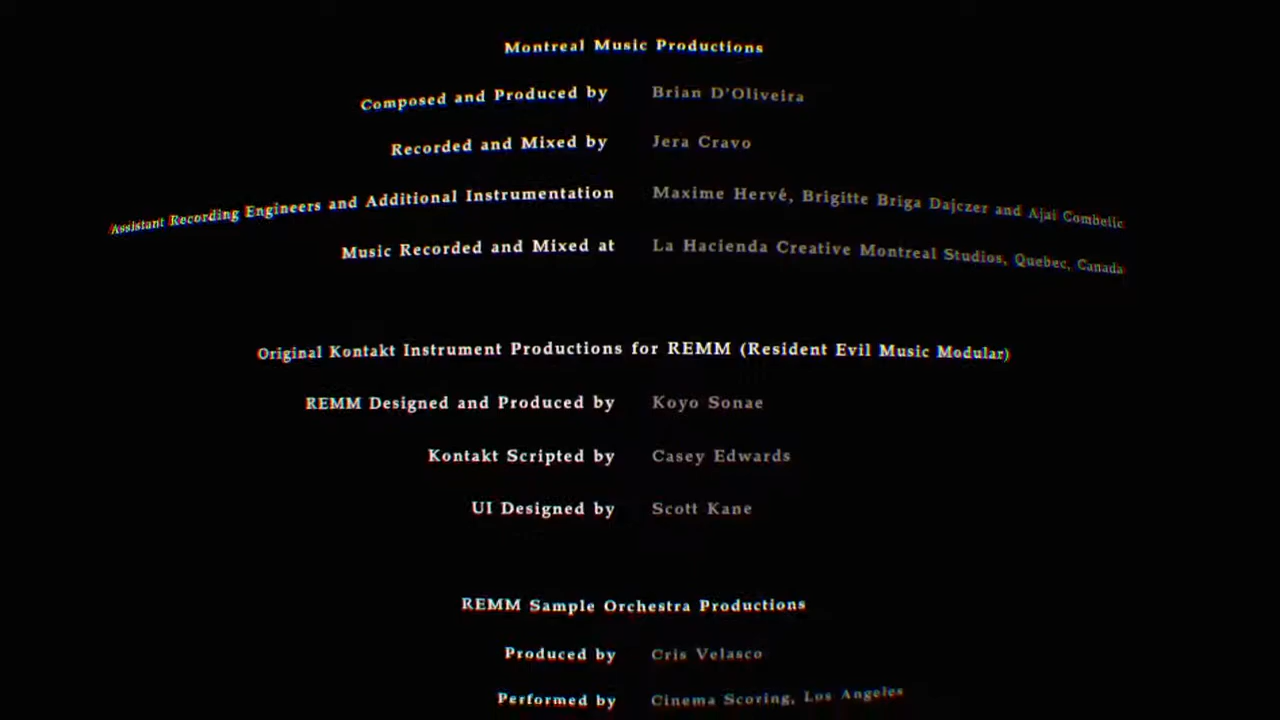 Montreal Music Productions
Composed and Produced by Brian D'Oliveira
Recorded and Mixed by Jera Cravo
Assistant Recording Engineers and Additional Instrumentation Maxime Hervé, Brigitte Briga Dajczer and Ajai Combelic
Music Recorded and Mixed at La Hacienda Creative Montreal Studios, Quebec, Canada
Original Kontakt Instrument Productions for REMM (Resident Evil Music Modular)
REMM Designed and Produced by Koyo Sonae
Kontakt Scripted by Casey Edwards
UI Designed by Scott Kane
REMM Sample Orchestra Productions
Produced by Cris Velasco
Performed by Cinema Scoring, Los Angeles